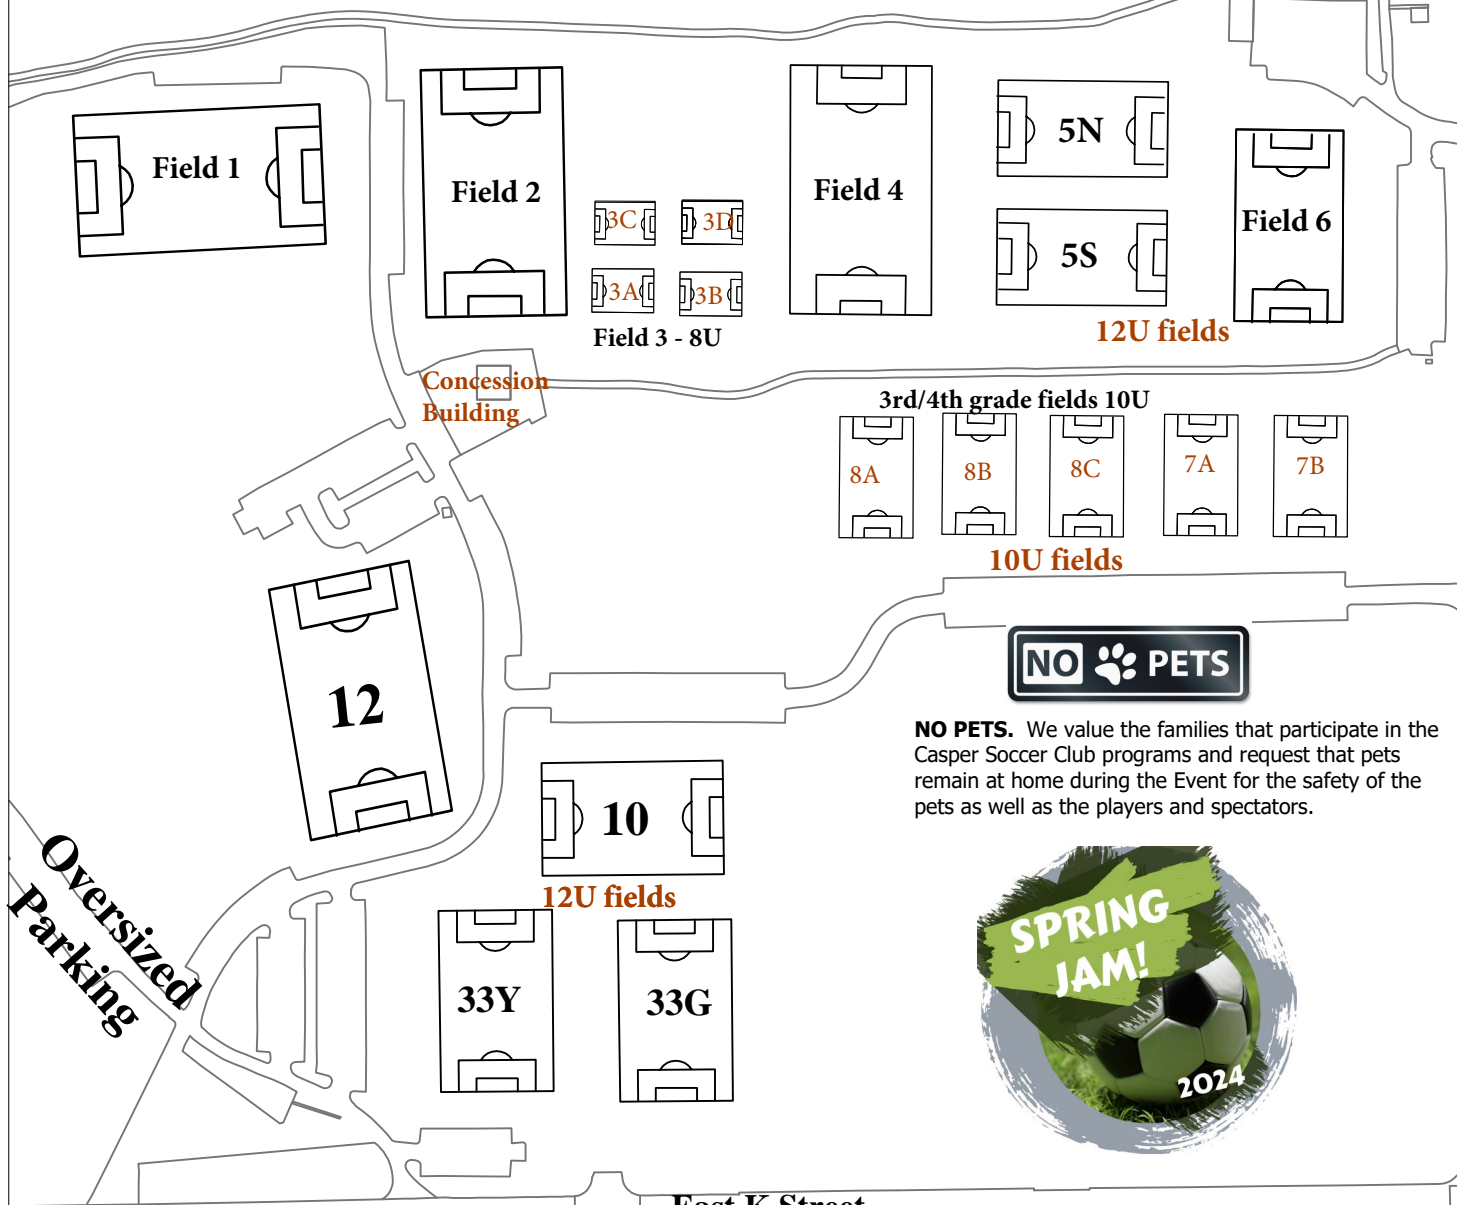 Field 1
Field 2
Field 4
5N
5S
Field 6
3C
3D
3A
3B
Field 3 - 8U
12U fields
Concession
Building
3rd/4th grade fields 10U
8A
8B
8C
7A
7B
10U fields
NO PETS
12
NO PETS. We value the families that participate in the
Casper Soccer Club programs and request that pets
remain at home during the Event for the safety of the
pets as well as the players and spectators.
10
12U fields
Oversized
Parking
33Y
33G
SPRING
JAM!
2024
East K Street